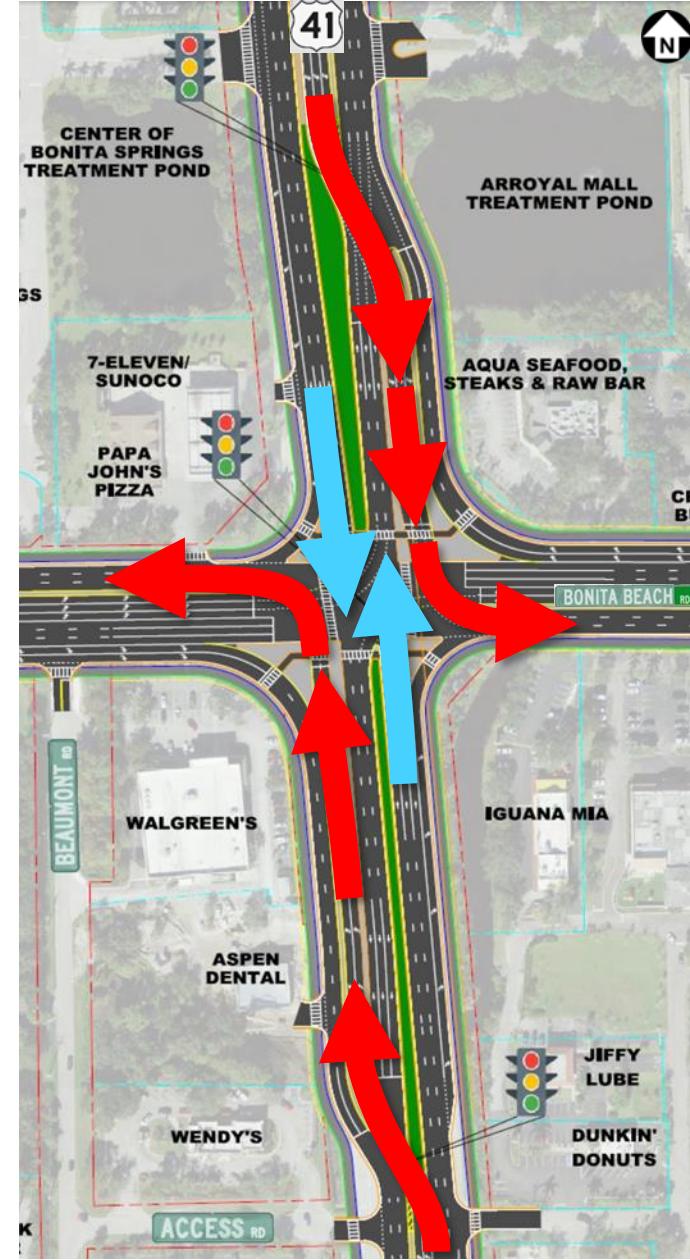 41
N
CENTER OF
BONITA SPRINGS
TREATMENT POND
ARROYAL MALL
TREATMENT POND
GS
7-ELEVEN/
SUNOCO
AQUA SEAFOOD,
STEAKS & RAW BAR
PAPA
JOHN'S
PIZZA
BONITA BEACH RD
BEAUMONT RD
WALGREEN'S
IGUANA MIA
ASPEN
DENTAL
JIFFY
LUBE
WENDY'S
DUNKIN'
DONUTS
ACCESS RD
K